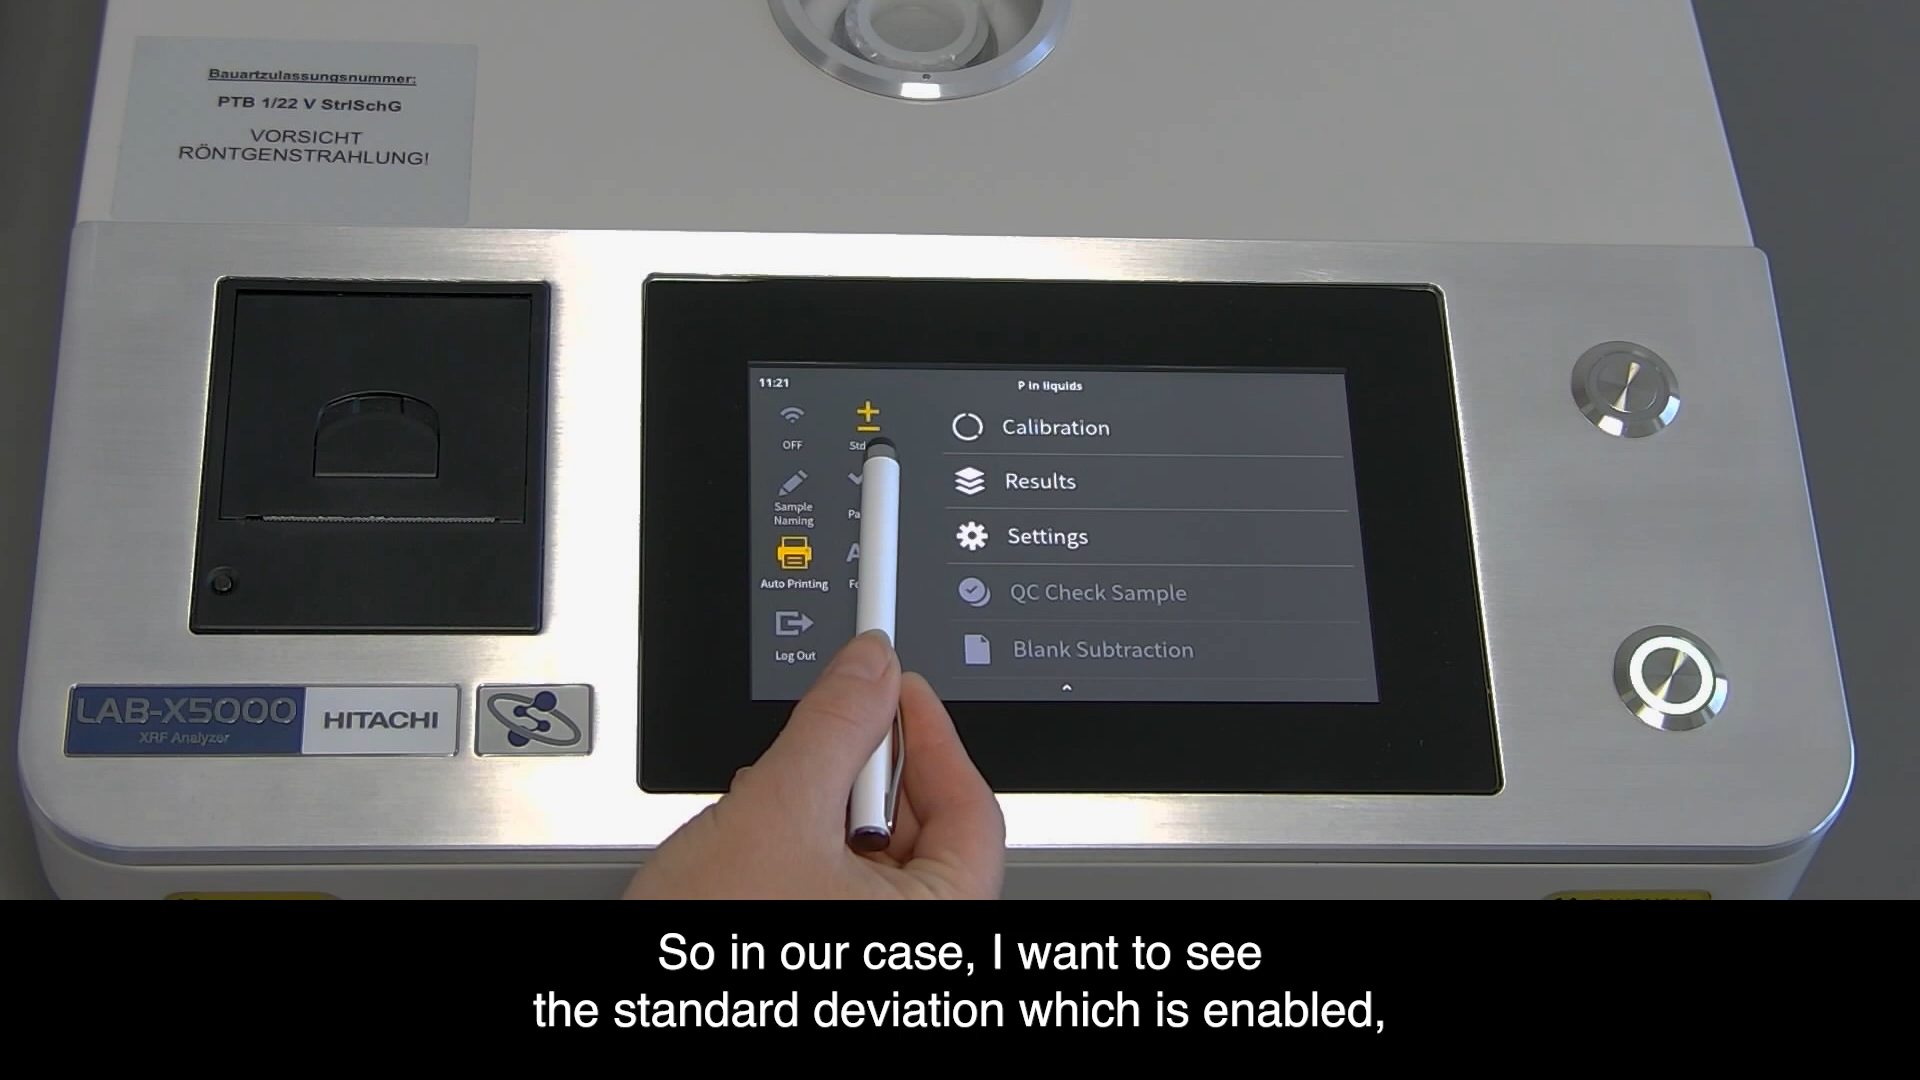 Bauartzulassungsnummer:
PTB 1/22 V StrlSchG
VORSICHT
RÖNTGENSTRAHLUNG!
11:21
P in liquids
OFF
Std
Sample
Naming
Pa
Auto Printing
Log Out
Calibration
Results
Settings
QC Check Sample
Blank Subtraction
LAB-X5000
XRF Analyzer
HITACHI
So in our case, I want to see
the standard deviation which is enabled,